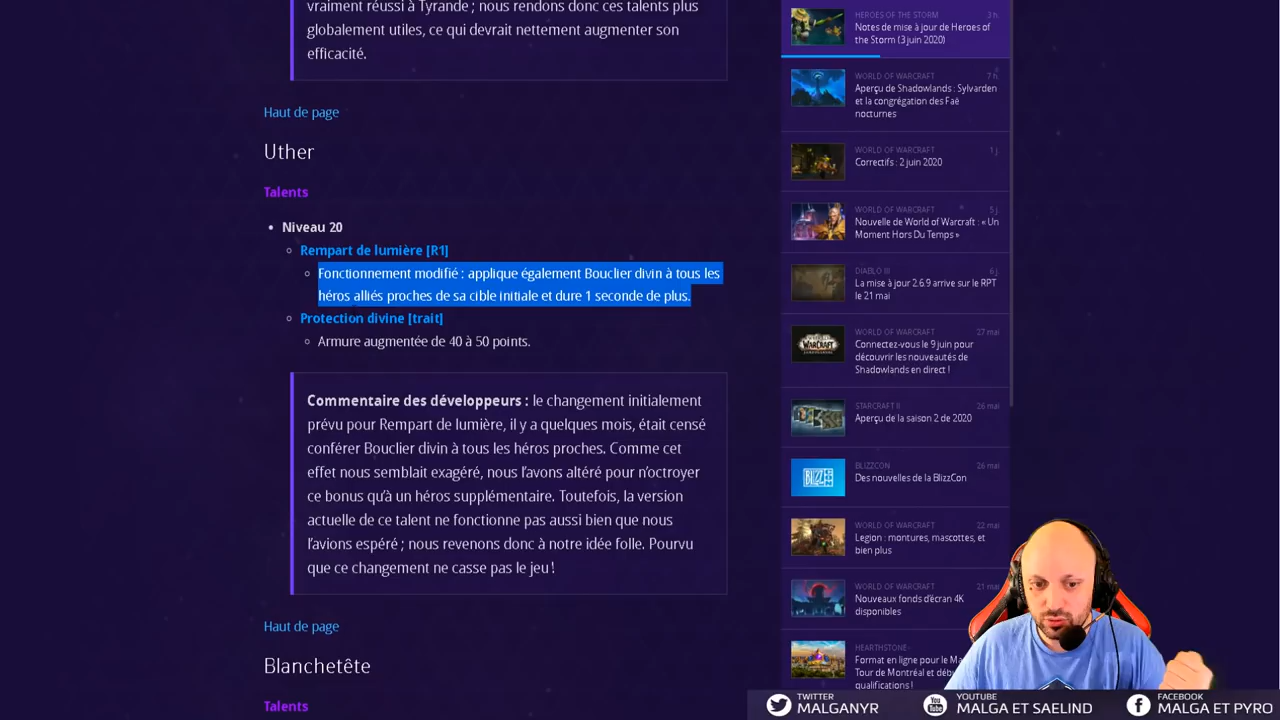 vraiment réussi à Tyrande ; nous rendons donc ces talents plus
globalement utiles, ce qui devrait nettement augmenter son
efficacité.
Haut de page
Uther
Talents
• Niveau 20
Rempart de lumière [R1]
Fonctionnement modifié : applique également Bouclier divin à tous les
héros alliés proches de sa cible initiale et dure 1 seconde de plus.
Protection divine [trait]
Armure augmentée de 40 à 50 points.
Commentaire des développeurs : le changement initialement
prévu pour Rempart de lumière, il y a quelques mois, était censé
conférer Bouclier divin à tous les héros proches. Comme cet
effet nous semblait exagéré, nous l'avons altéré pour n'octroyer
ce bonus qu'à un héros supplémentaire. Toutefois, la version
actuelle de ce talent ne fonctionne pas aussi bien que nous
l'avions espéré ; nous revenons donc à notre idée folle. Pourvu
que ce changement ne casse pas le jeu !
Haut de page
Blanchetête
Talents
HEROES OF THE STORM 3 h.
Notes de mise à jour de Heroes of
the Storm (3 juin 2020)
WORLD OF WARCRAFT 7 h.
Aperçu de Shadowlands : Sylvarden
et la congrégation des Faë
nocturnes
WORLD OF WARCRAFT 1 j.
Correctifs : 2 juin 2020
WORLD OF WARCRAFT 5 j.
Nouvelle de World of Warcraft : « Un
Moment Hors Du Temps »
DIABLO III 6 j.
La mise à jour 2.6.9 arrive sur le RPT
le 21 mai
WORLD OF WARCRAFT 27 mai
Connectez-vous le 9 juin pour
découvrir les nouveautés de
Shadowlands en direct !
STARCRAFT II 26 mai
Aperçu de la saison 2 de 2020
BLIZZCON 26 mai
Des nouvelles de la BlizzCon
WORLD OF WARCRAFT 22 mai
Legion : montures, mascottes, et
bien plus
WORLD OF WARCRAFT 21 mai
Nouveaux fonds d'écran 4K
disponibles
HEARTHSTONE
Format en ligne pour le Ma
Tour de Montréal et déb
qualifications !
TWITTER
MALGANYR
YOUTUBE
MALGA ET SAELIND
FACEBOOK
MALGA ET PYRO